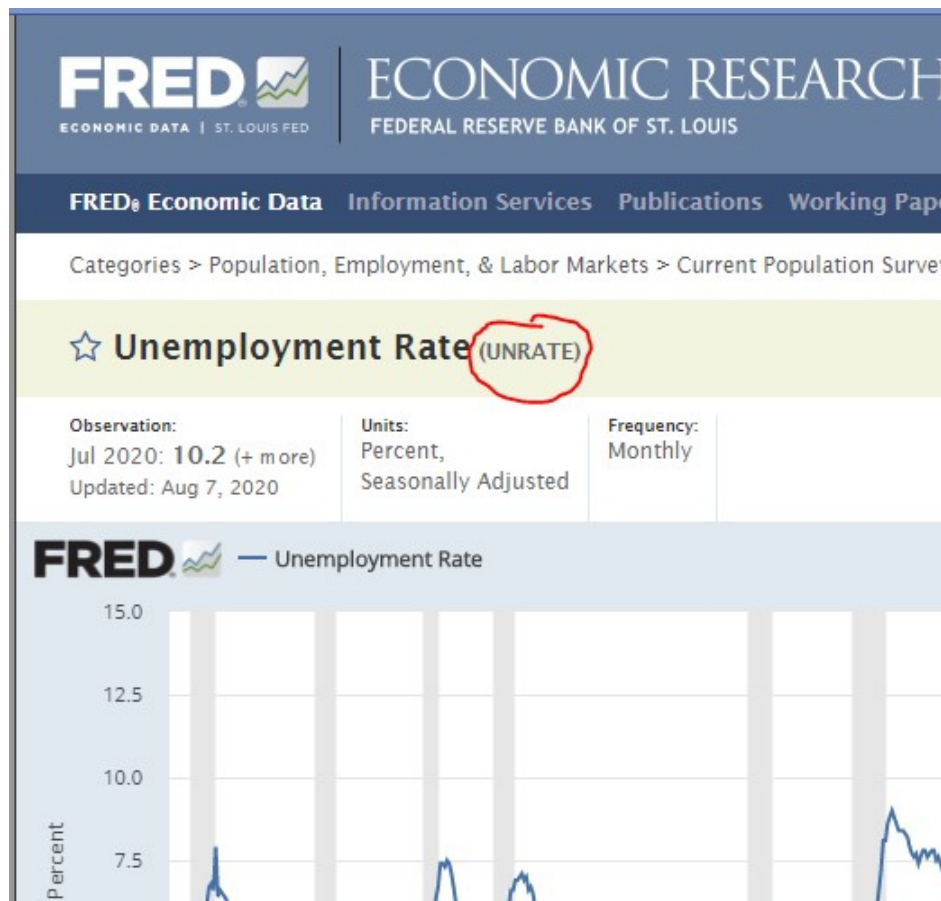 FRED®
ECONOMIC DATA | ST. LOUIS FED
ECONOMIC RESEARCH
FEDERAL RESERVE BANK OF ST. LOUIS
FRED® Economic Data Information Services Publications Working
Categories > Population, Employment, & Labor Markets > Current Population
Unemployment Rate (UNRATE)
Observation:
Jul 2020: 10.2 (+ more)
Updated: Aug 7, 2020
Units:
Percent,
Seasonally Adjusted
Frequency:
Monthly
FRED
Unemployment Rate
15.0
12.5
10.0
7.5
Percent